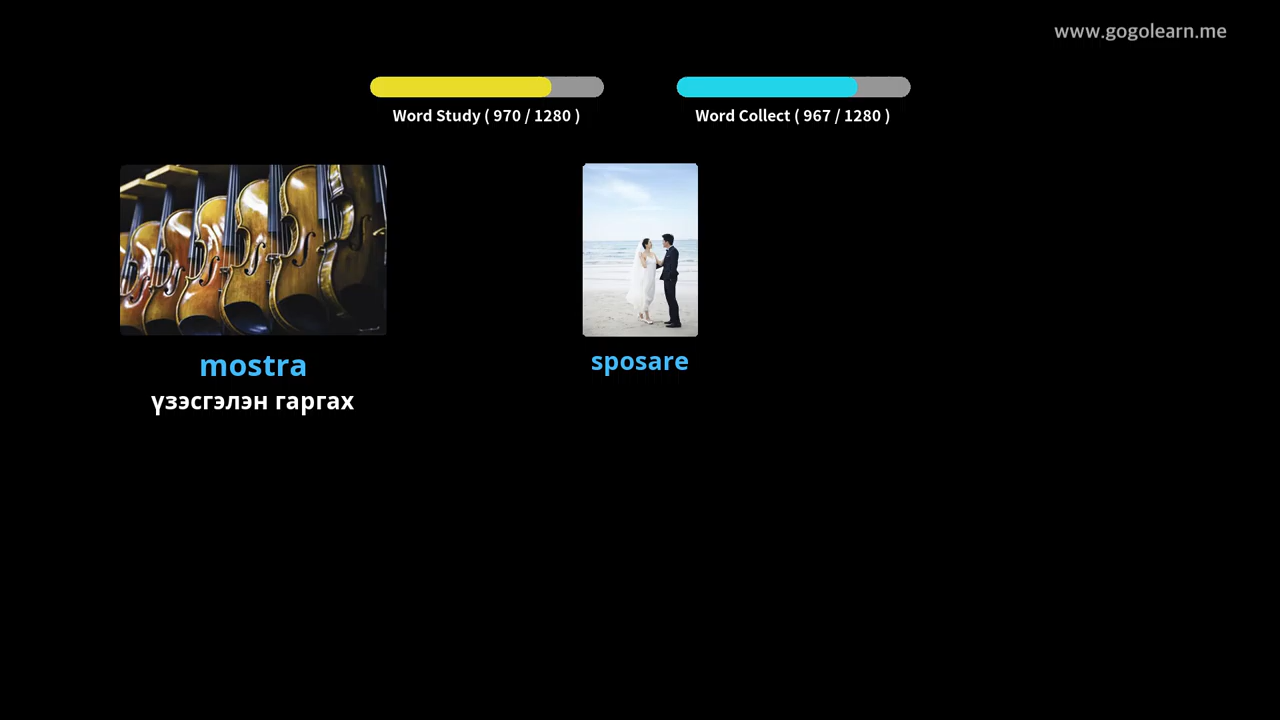 www.gogolearn.me
Word Study ( 970 / 1280 )
Word Collect ( 967 / 1280 )
mostra
үзэсгэлэн гаргах
sposare